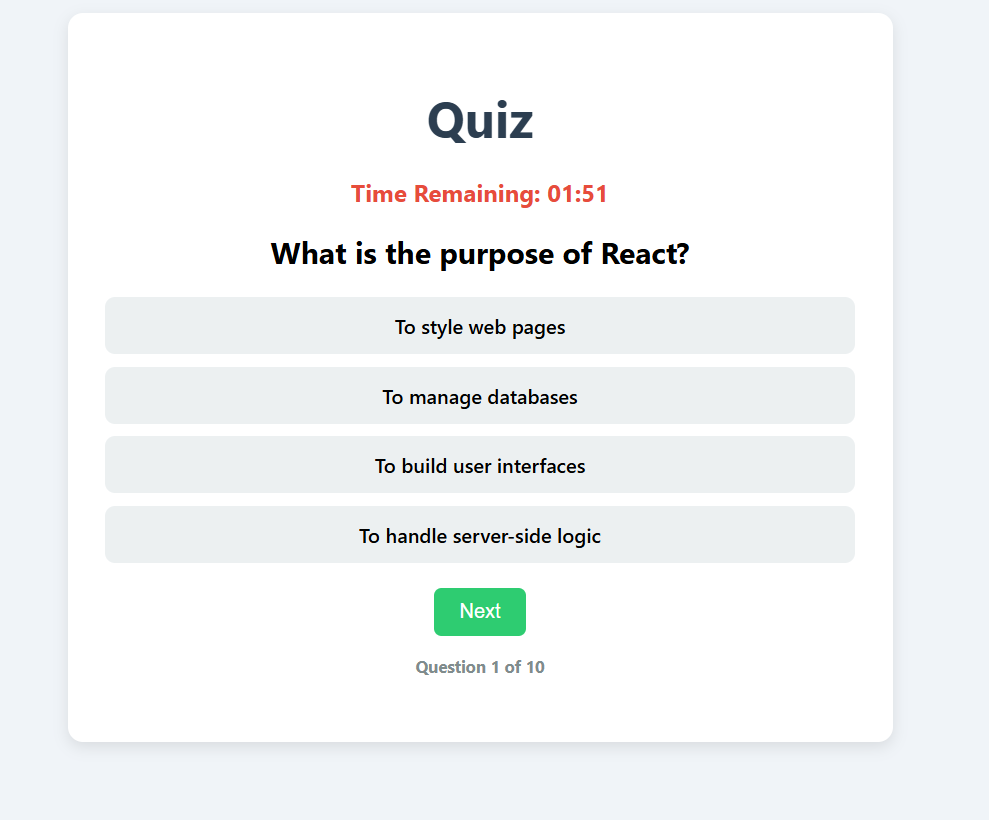 Quiz
Time Remaining: 01:51
What is the purpose of React?
To style web pages
To manage databases
To build user interfaces
To handle server-side logic
Next
Question 1 of 10